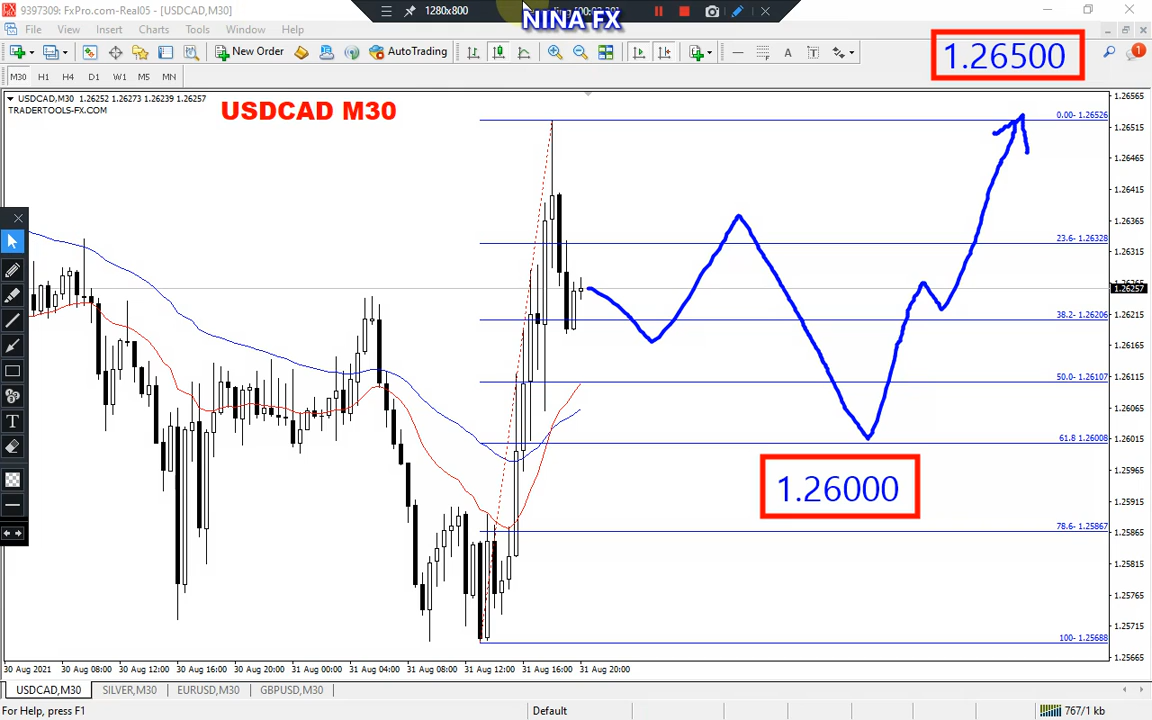 9397309: FxPro.com-Real05 - [USDCAD,M30]
1280x800
NINA FX
File View Insert Charts Tools Window Help
New Order
AutoTrading
A
T
1
M30 H1 H4 D1 W1 M5 MN
1.26500
USDCAD,M30 1.26252 1.26273 1.26239 1.26257
TRADERTOOLS-FX.COM
USDCAD M30
T
0.00- 1.26526
23.6- 1.26328
38.2- 1.26206
50.0- 1.26107
61.8 1.26008
78.6- 1.25867
100- 1.25688
1.26000
1.26565
1.26515
1.26465
1.26415
1.26365
1.26315
1.26257
1.26215
1.26165
1.26115
1.26065
1.26015
1.25965
1.25915
1.25865
1.25815
1.25765
1.25715
1.25665
30 Aug 2021 30 Aug 08:00 30 Aug 12:00 30 Aug 16:00 30 Aug 20:00 31 Aug 00:00 31 Aug 04:00 31 Aug 08:00 31 Aug 12:00 31 Aug 16:00 31 Aug 20:00
USDCAD,M30 SILVER,M30 EURUSD,M30 GBPUSD,M30
For Help, press F1
Default
767/1 kb